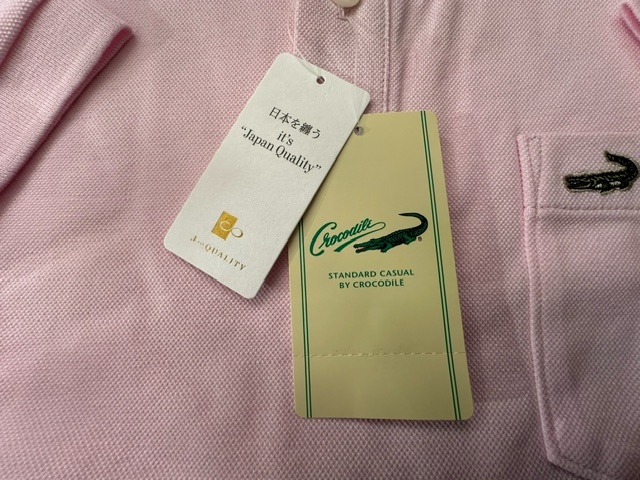 日本を纏う
it's
"Japan Quality"
J∞QUALITY
Crocodile
®
STANDARD CASUAL
BY CROCODILE